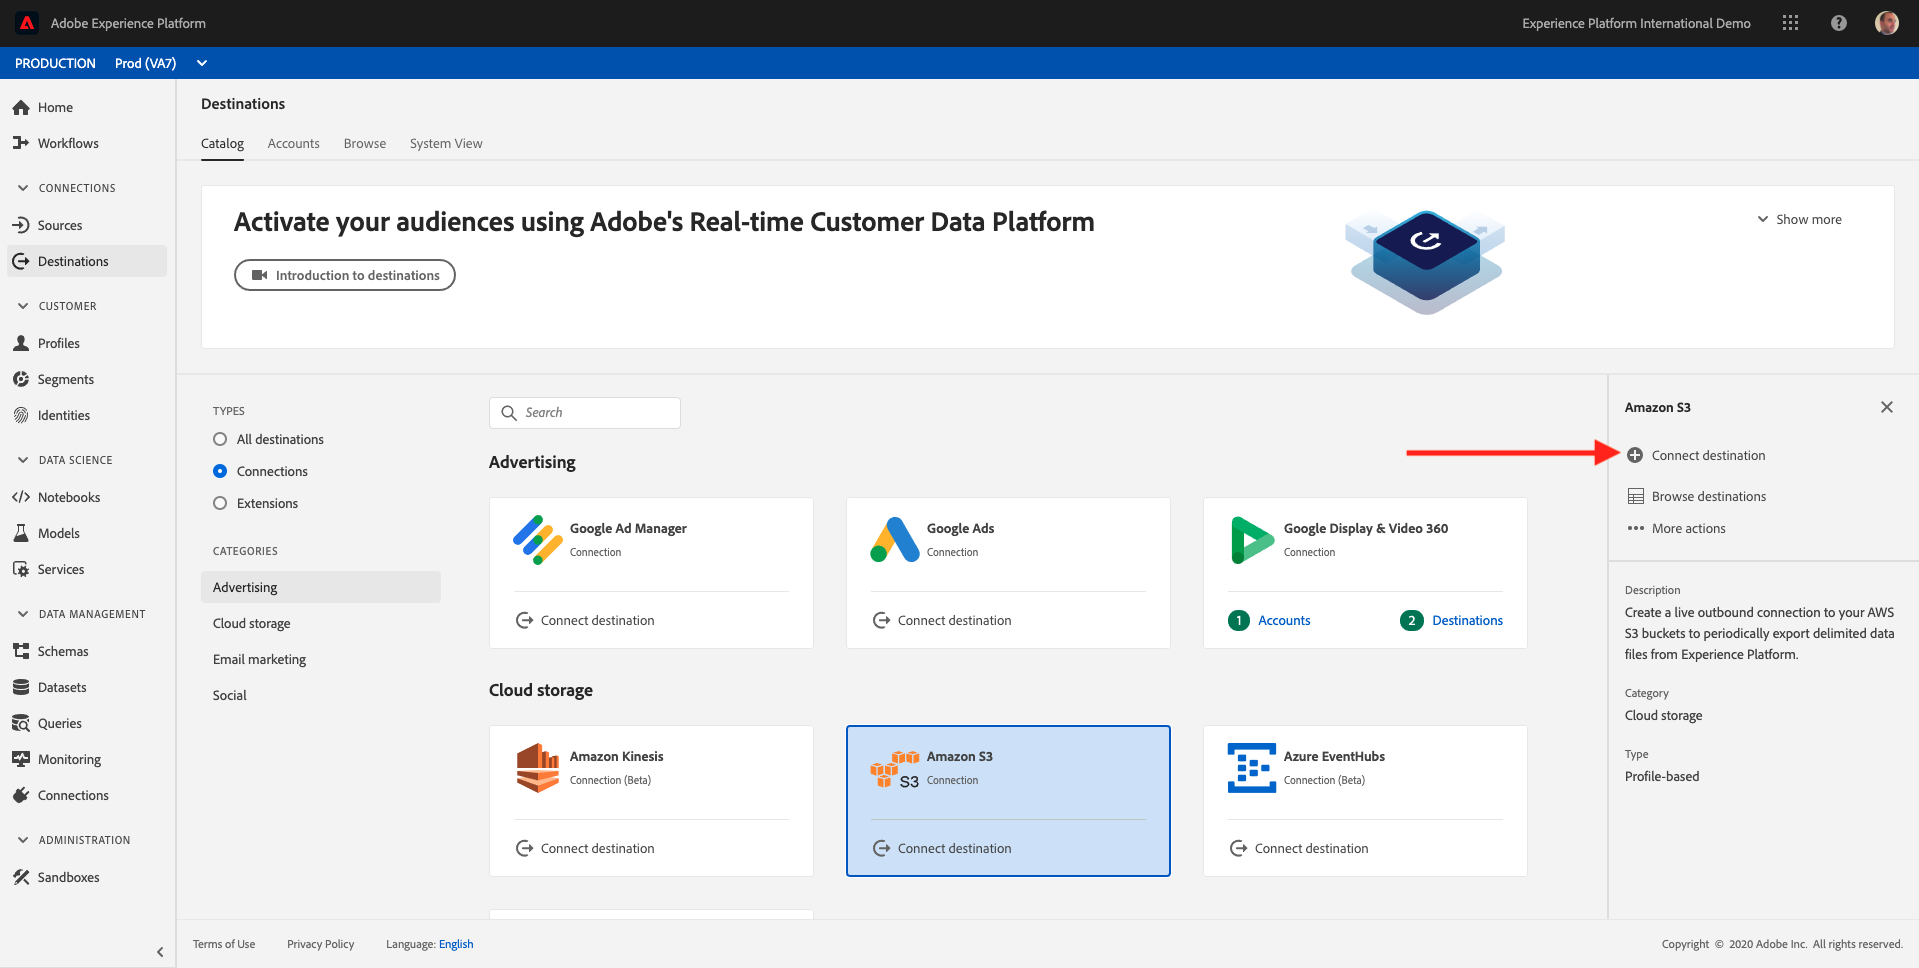 Adobe Experience Platform
Experience Platform International Demo
PRODUCTION Prod (VA7)
Home
Workflows
CONNECTIONS
Sources
Destinations
CUSTOMER
Profiles
Segments
Identities
DATA SCIENCE
Notebooks
Models
Services
DATA MANAGEMENT
Schemas
Datasets
Queries
Monitoring
Connections
ADMINISTRATION
Sandboxes
Destinations
Catalog Accounts Browse System View
Activate your audiences using Adobe's Real-time Customer Data Platform
Introduction to destinations
Show more
TYPES
All destinations
Connections
Extensions
CATEGORIES
Advertising
Cloud storage
Email marketing
Social
Search
Advertising
Google Ad Manager
Connection
Connect destination
Google Ads
Connection
Connect destination
Google Display & Video 360
Connection
1 Accounts
2 Destinations
Cloud storage
Amazon Kinesis
Connection (Beta)
Connect destination
S3
Amazon S3
Connection
Connect destination
Azure EventHubs
Connection (Beta)
Connect destination
Amazon S3
Connect destination
Browse destinations
More actions
Description
Create a live outbound connection to your AWS
S3 buckets to periodically export delimited data
files from Experience Platform.
Category
Cloud storage
Type
Profile-based
Terms of Use Privacy Policy Language: English
Copyright © 2020 Adobe Inc. All rights reserved.